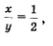 x/y = 1/2,